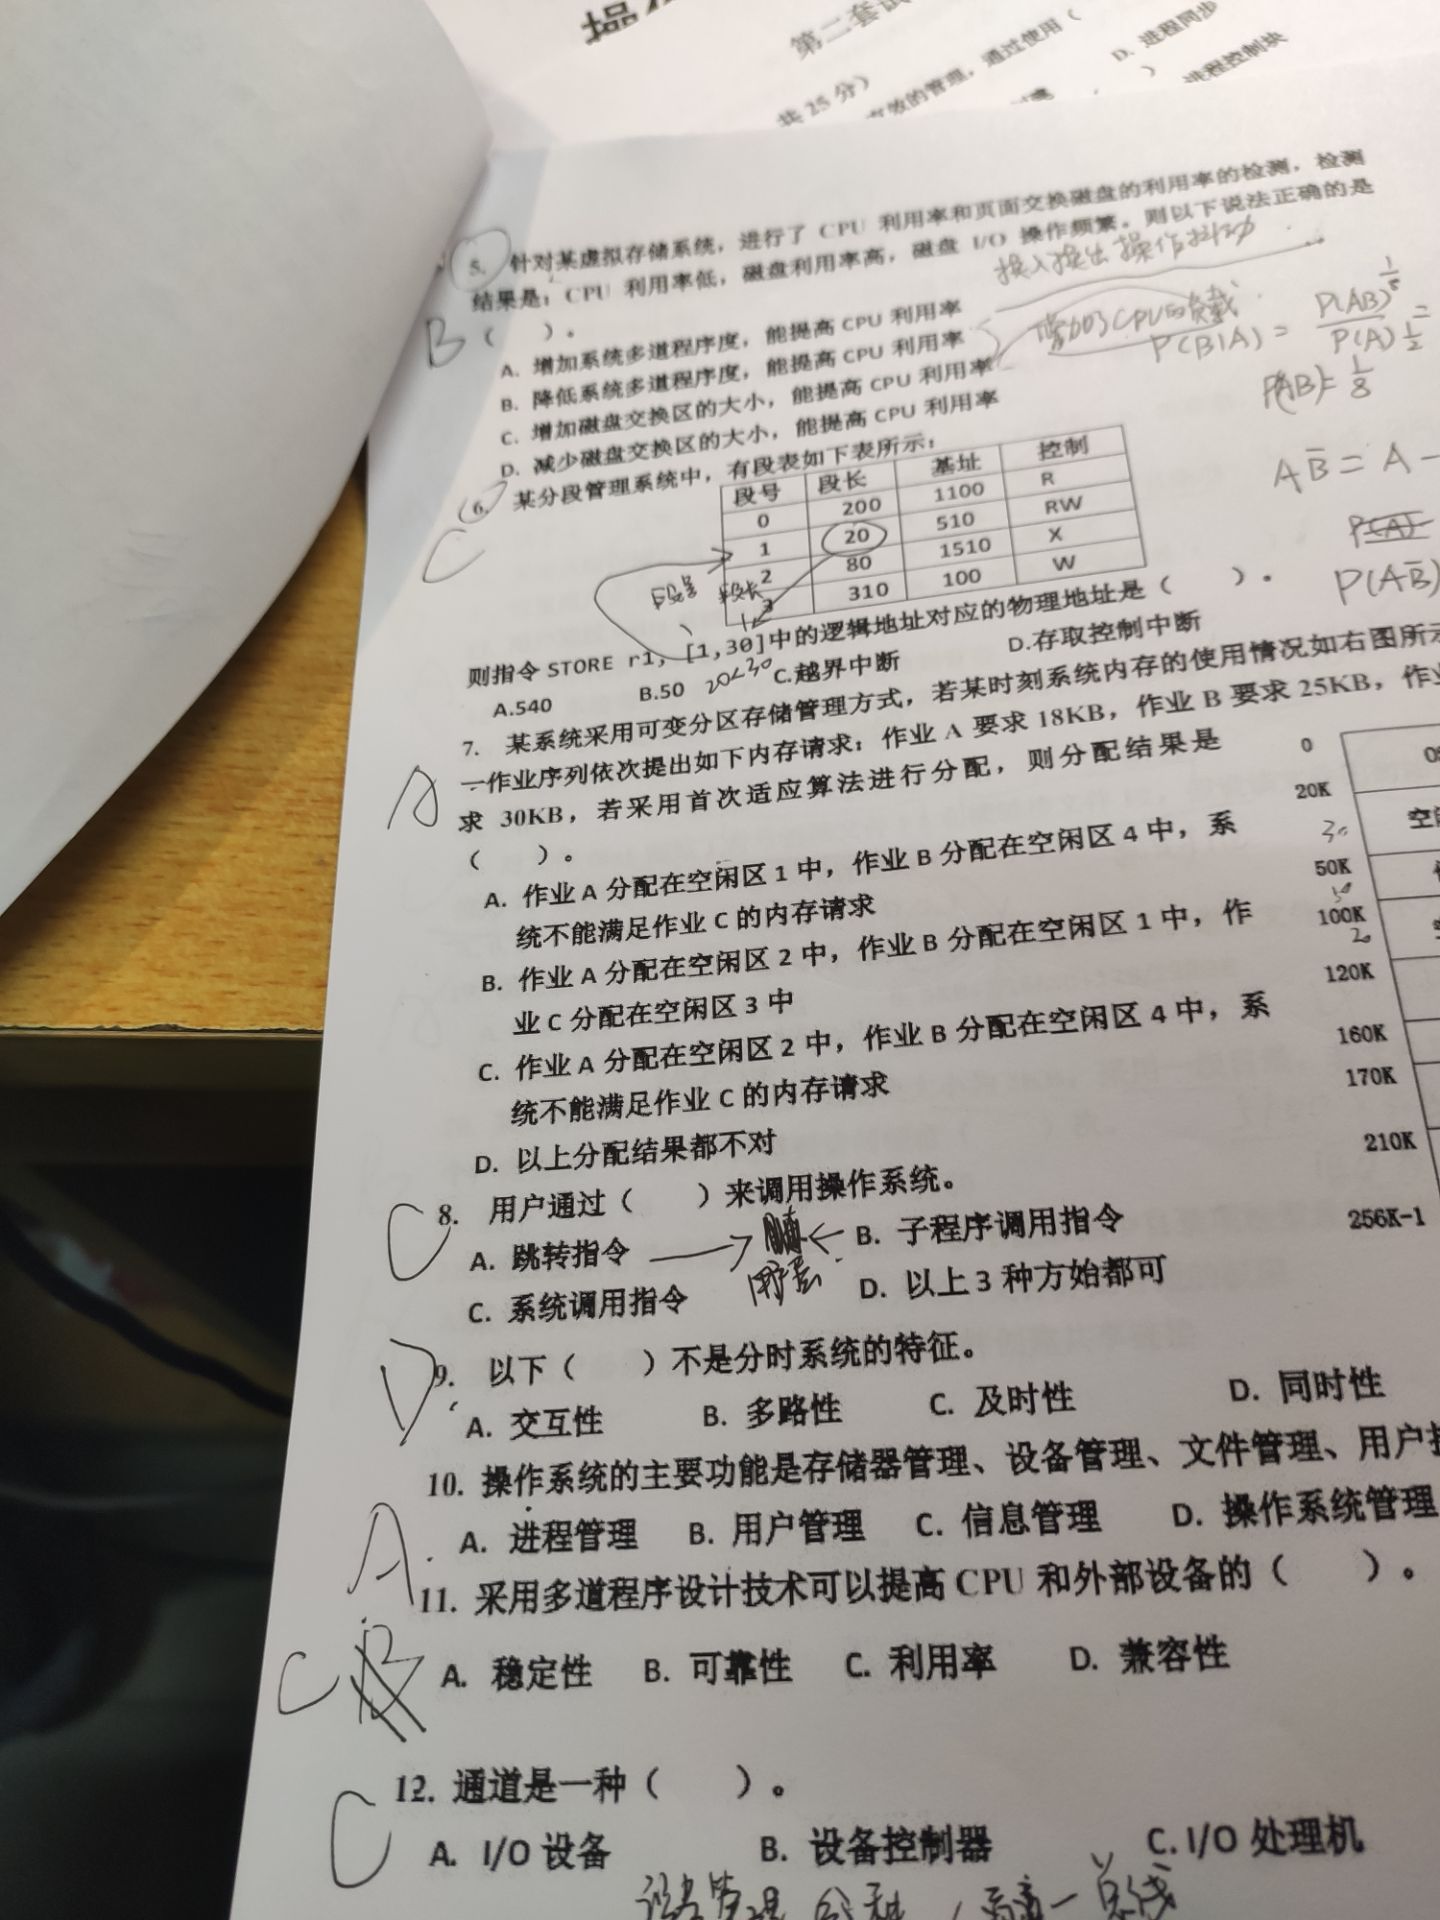 第二套试
共 25 分）
的管理，通过使用（
D. 进程同步
）
进程控制块
5. 针对某虚拟存储系统，进行了 CPU 利用率和页面交换磁盘的利用率的检测，检测
结果是：CPU 利用率低，磁盘利用率高，磁盘 I/O 操作频繁。则以下说法正确的是
换入换出操作抖动
B （ ）。
A. 增加系统多道程序度，能提高 CPU 利用率
B. 降低系统多道程序度，能提高 CPU 利用率
C. 增加磁盘交换区的大小，能提高 CPU 利用率
D. 减少磁盘交换区的大小，能提高 CPU 利用率
P(B|A) = P(AB) 1/8 / P(A) 1/2 =
P(AB) = 1/8
A B̄ = A -
P(A)
P(AB̄)
C 6. 某分段管理系统中，有段表如下表所示：
段号 段长 基址 控制
0 200 1100 R
1 20 510 RW
2 80 1510 X
3 310 100 W
段号 段长
则指令 STORE r1, [1,30]中的逻辑地址对应的物理地址是（ ）。
A.540 B.50 20<30 C.越界中断 D.存取控制中断
7. 某系统采用可变分区存储管理方式，若某时刻系统内存的使用情况如右图所示
一作业序列依次提出如下内存请求：作业 A 要求 18KB，作业 B 要求 25KB，作业
A 求 30KB，若采用首次适应算法进行分配，则分配结果是
（ ）。
A. 作业 A 分配在空闲区 1 中，作业 B 分配在空闲区 4 中，系
统不能满足作业 C 的内存请求
B. 作业 A 分配在空闲区 2 中，作业 B 分配在空闲区 1 中，作
业 C 分配在空闲区 3 中
C. 作业 A 分配在空闲区 2 中，作业 B 分配在空闲区 4 中，系
统不能满足作业 C 的内存请求
D. 以上分配结果都不对
0
20K
30
空
50K
100K
20
120K
160K
170K
210K
256K-1
C 8. 用户通过（ ）来调用操作系统。
A. 跳转指令 B. 子程序调用指令
C. 系统调用指令 D. 以上 3 种方始都可
D 9. 以下（ ）不是分时系统的特征。
A. 交互性 B. 多路性 C. 及时性 D. 同时性
10. 操作系统的主要功能是存储器管理、设备管理、文件管理、用户
A A. 进程管理 B. 用户管理 C. 信息管理 D. 操作系统管理
11. 采用多道程序设计技术可以提高 CPU 和外部设备的（ ）。
C A. 稳定性 B. 可靠性 C. 利用率 D. 兼容性
12. 通道是一种（ ）。
C A. I/O 设备 B. 设备控制器 C. I/O 处理机